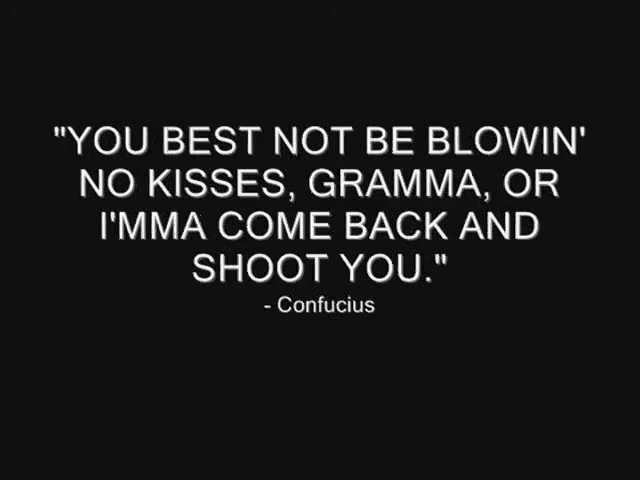 "YOU BEST NOT BE BLOWIN'
NO KISSES, GRAMMA, OR
I'MMA COME BACK AND
SHOOT YOU."
- Confucius